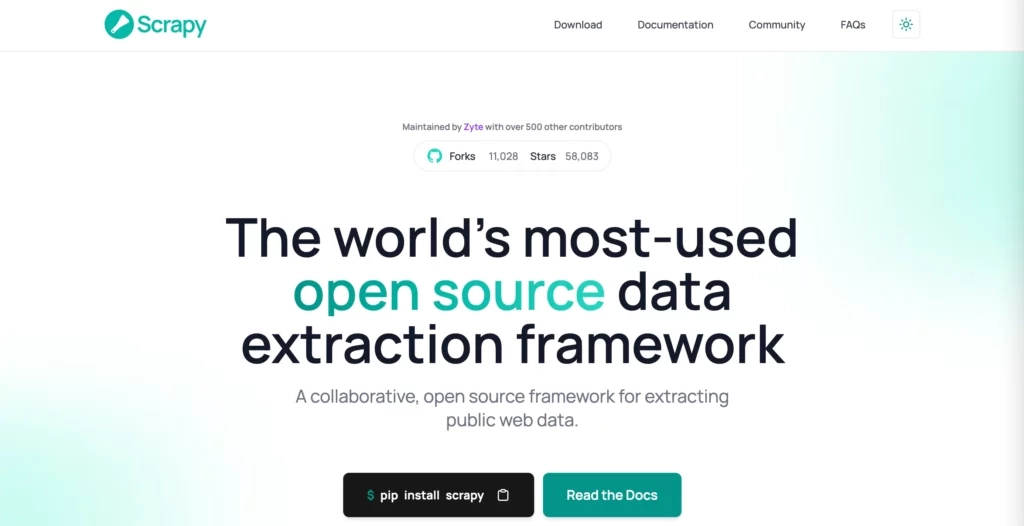 Scrapy
Download Documentation Community FAQs
Maintained by Zyte with over 500 other contributors
Forks 11,028 Stars 58,083
The world's most-used
open source data
extraction framework
A collaborative, open source framework for extracting
public web data.
$ pip install scrapy
Read the Docs